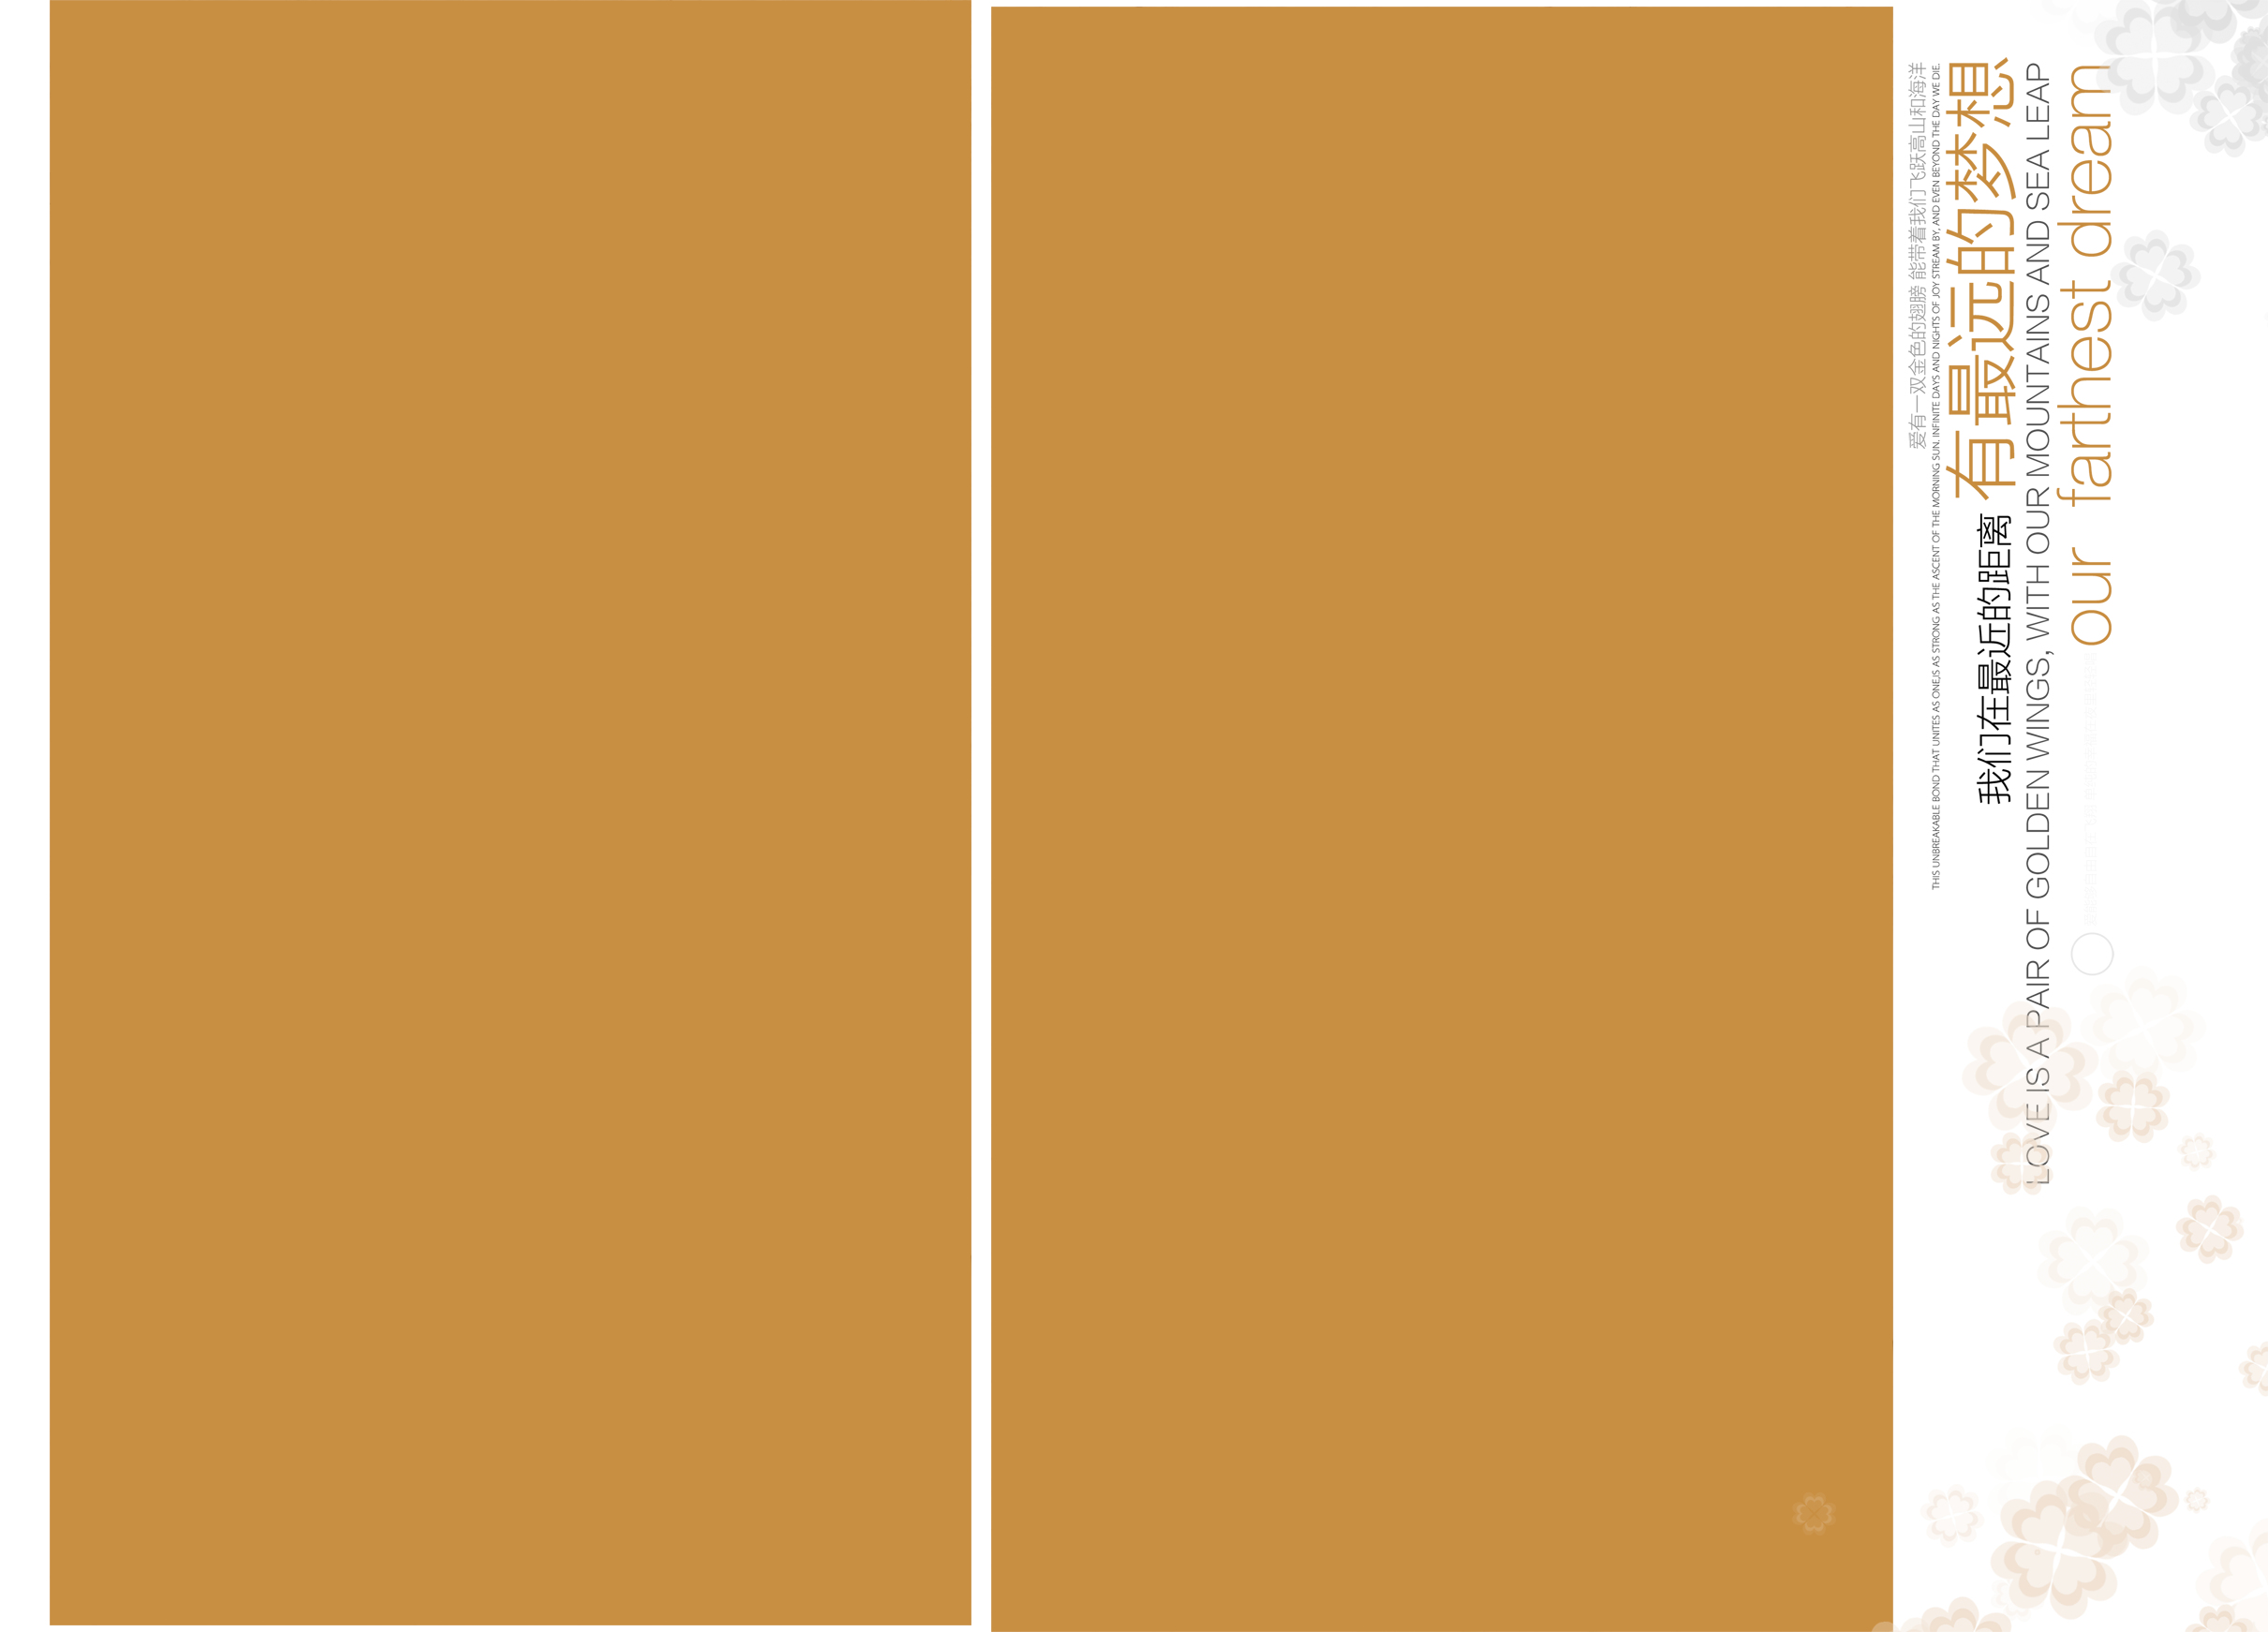 爱有一双金色的翅膀 能带着我们飞跃高山和海洋
THIS UNBREAKABLE BOND THAT UNITES AS ONEJS AS STRONG AS THE ASCENT OF THE MORNING SUN. INFINITE DAYS AND NIGHTS OF JOY STREAM BY, AND EVEN BEYOND THE DAY WE DIE.
我们在最近的距离 有最远的梦想
LOVE IS A PAIR OF GOLDEN WINGS, WITH OUR MOUNTAINS AND SEA LEAP
our farthest dream